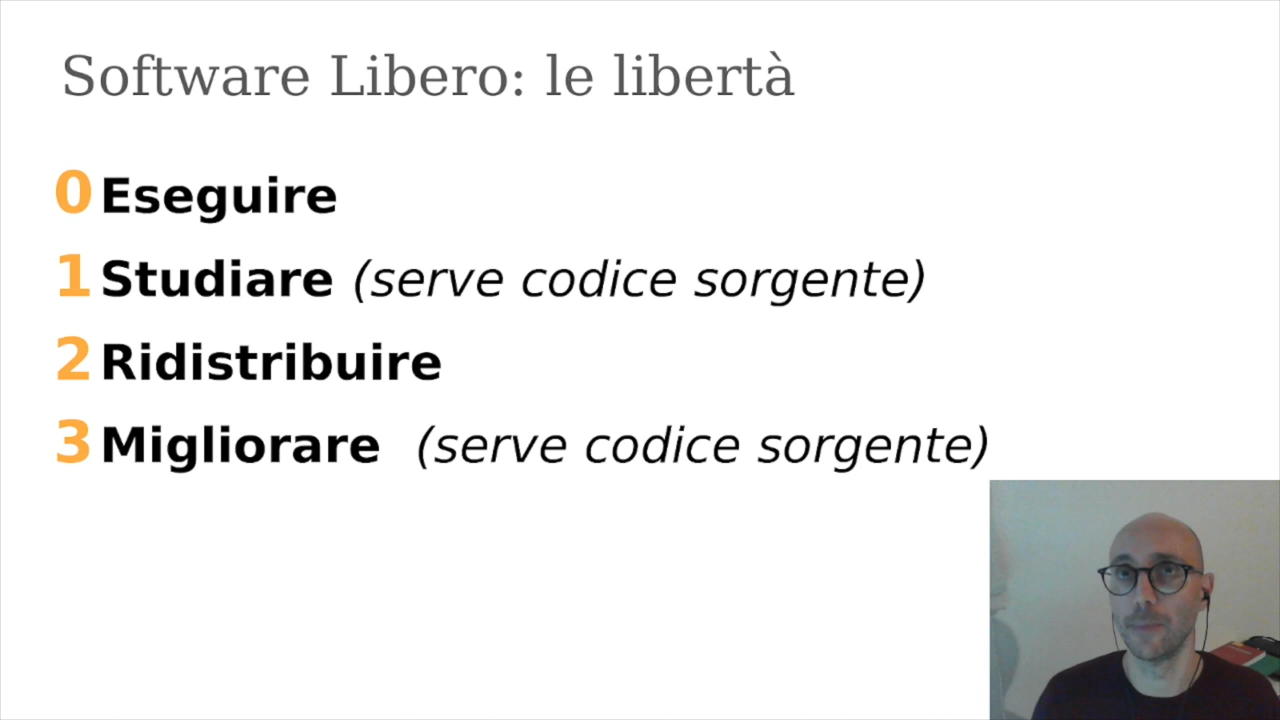 Software Libero: le libertà
0 Eseguire
1 Studiare (serve codice sorgente)
2 Ridistribuire
3 Migliorare (serve codice sorgente)